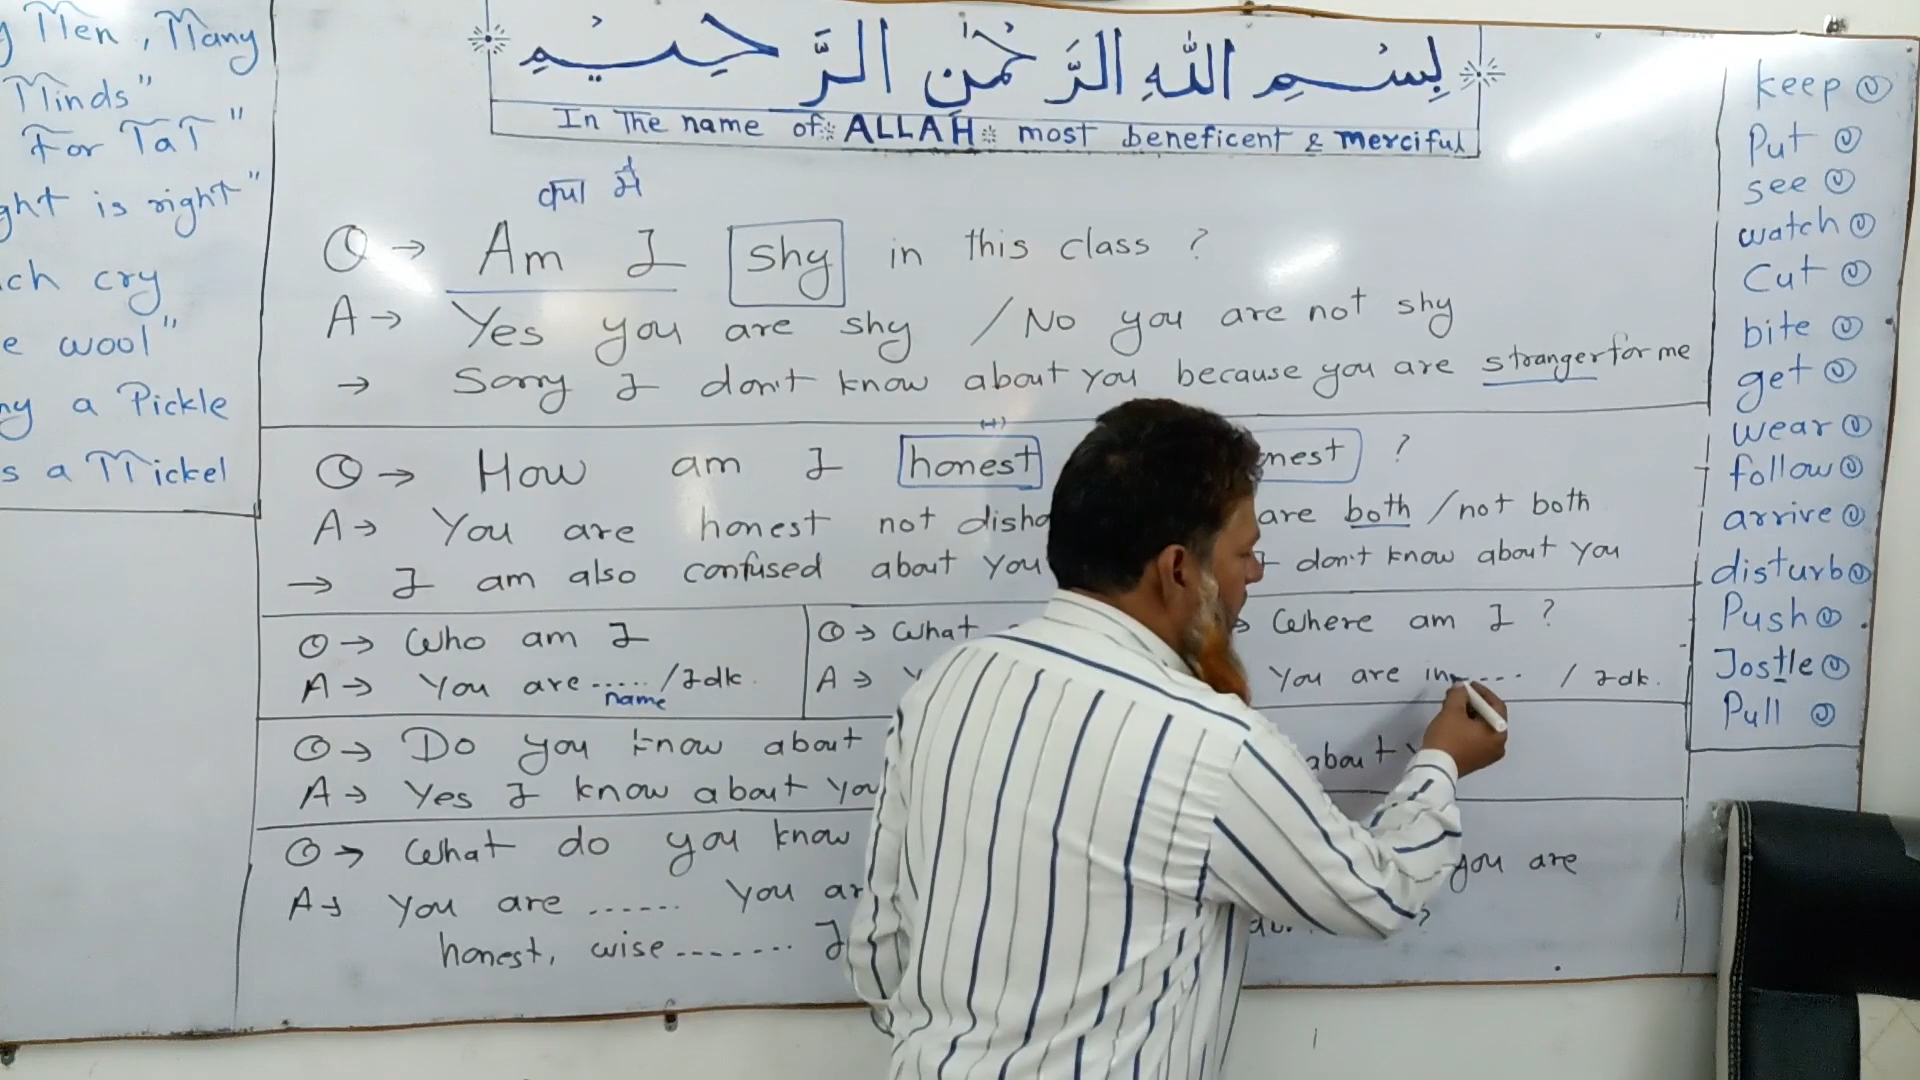 Men, Many
Minds"
For TaT"
is right"
cry
wool"
a Pickle
a Mickel
بِسْمِ اللّٰهِ الرَّحْمٰنِ الرَّحِيْمِ
In The name of ALLAH most beneficent & merciful
क्या मैं
Q → Am I shy in this class ?
A → Yes you are shy / No you are not shy
→ Sorry I don't know about you because you are stranger for me
(H)
Q → How am I honest ?
A → You are honest not are both / not both
→ I am also confused about you I don't know about you
Q → Who am I
A → You are ..... / Idk.
name
Q → What
A →
Where am I ?
You are in ... / Idk.
Q → Do you know about
A → Yes I know about you about
Q → What do you know
A → You are ...... you you are
honest, wise ........ I ?
keep
Put
see
watch
Cut
bite
get
wear
follow
arrive
disturb
Push
Jostle
Pull